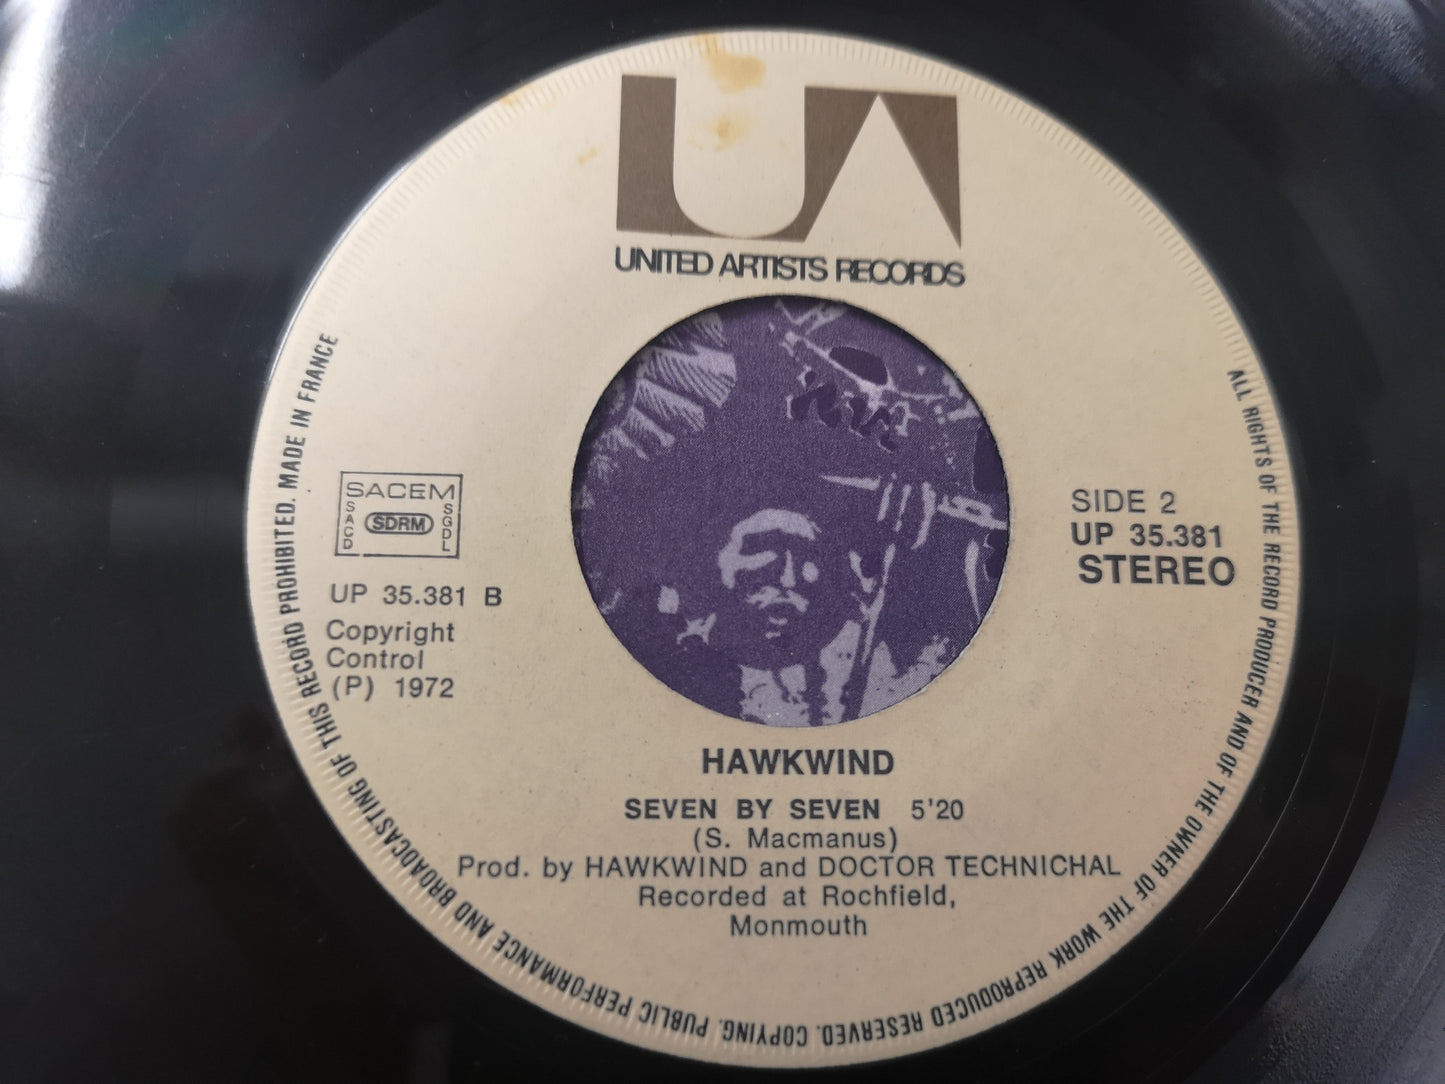 UA
UNITED ARTISTS RECORDS
SACEM
SACD
SDRM
SGDL
UP 35.381 B
Copyright
Control
(P) 1972
SIDE 2
UP 35.381
STEREO
HAWKWIND
SEVEN BY SEVEN 5'20
(S. Macmanus)
Prod. by HAWKWIND and DOCTOR TECHNICHAL
Recorded at Rochfield,
Monmouth
ALL RIGHTS OF THE RECORD PRODUCER AND OF THE OWNER OF THE WORK REPRODUCED RESERVED. COPYING. PUBLIC PERFORMANCE AND BROADCASTING OF THIS RECORD PROHIBITED. MADE IN FRANCE